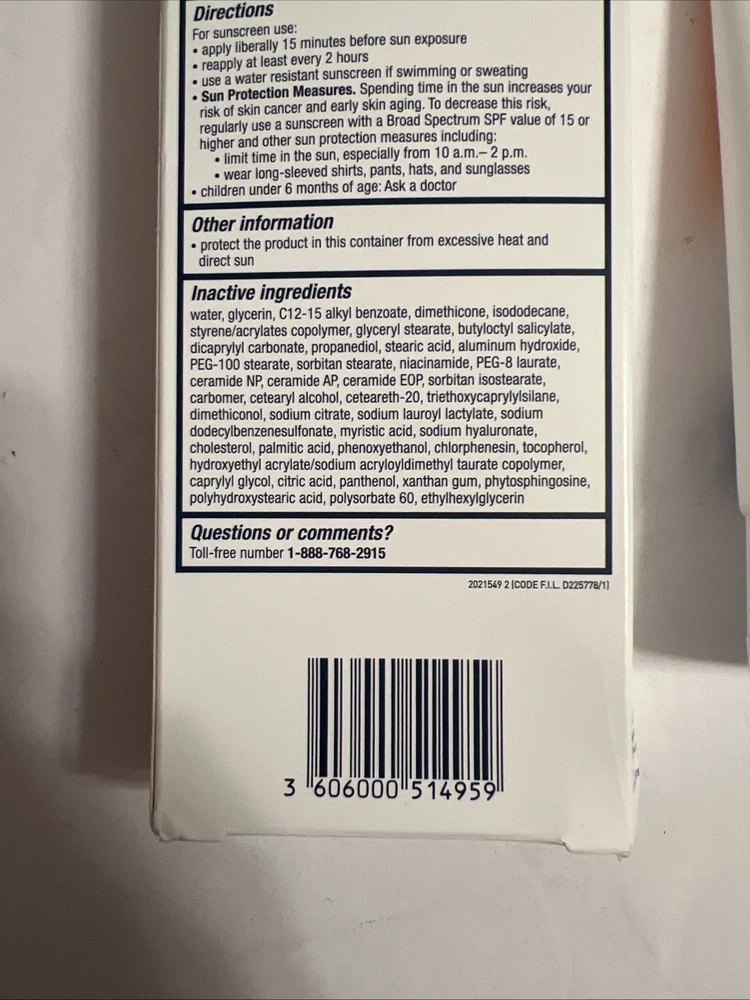 Directions
For sunscreen use:
• apply liberally 15 minutes before sun exposure
• reapply at least every 2 hours
• use a water resistant sunscreen if swimming or sweating
• Sun Protection Measures. Spending time in the sun increases your
risk of skin cancer and early skin aging. To decrease this risk,
regularly use a sunscreen with a Broad Spectrum SPF value of 15 or
higher and other sun protection measures including:
• limit time in the sun, especially from 10 a.m.– 2 p.m.
• wear long-sleeved shirts, pants, hats, and sunglasses
• children under 6 months of age: Ask a doctor
Other information
• protect the product in this container from excessive heat and
direct sun
Inactive ingredients
water, glycerin, C12-15 alkyl benzoate, dimethicone, isododecane,
styrene/acrylates copolymer, glyceryl stearate, butyloctyl salicylate,
dicaprylyl carbonate, propanediol, stearic acid, aluminum hydroxide,
PEG-100 stearate, sorbitan stearate, niacinamide, PEG-8 laurate,
ceramide NP, ceramide AP, ceramide EOP, sorbitan isostearate,
carbomer, cetearyl alcohol, ceteareth-20, triethoxycaprylylsilane,
dimethiconol, sodium citrate, sodium lauroyl lactylate, sodium
dodecylbenzenesulfonate, myristic acid, sodium hyaluronate,
cholesterol, palmitic acid, phenoxyethanol, chlorphenesin, tocopherol,
hydroxyethyl acrylate/sodium acryloyldimethyl taurate copolymer,
caprylyl glycol, citric acid, panthenol, xanthan gum, phytosphingosine,
polyhydroxystearic acid, polysorbate 60, ethylhexylglycerin
Questions or comments?
Toll-free number 1-888-768-2915
2021549 2 (CODE F.I.L. D225778/1)
3 606000 514959